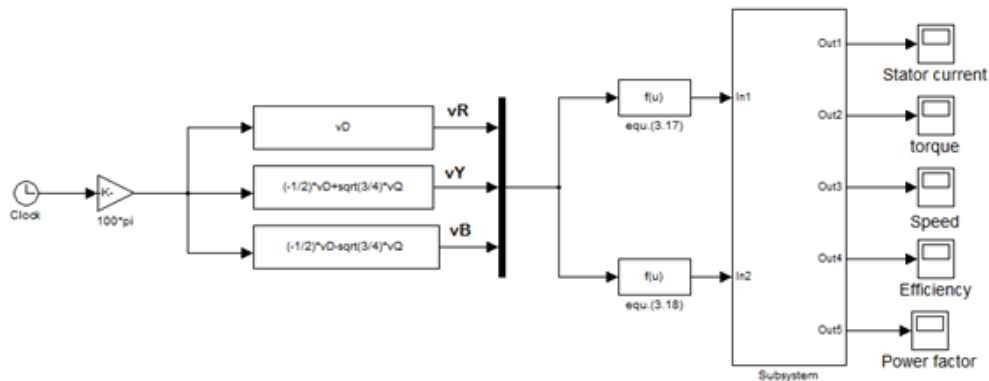 Clock
-K-
100*pi
vD
vR
(-1/2)*vD+sqrt(3/4)*vQ
vY
(-1/2)*vD-sqrt(3/4)*vQ
vB
f(u)
equ.(3.17)
f(u)
equ.(3.18)
In1
In2
Out1
Out2
Out3
Out4
Out5
Subsystem
Stator current
torque
Speed
Efficiency
Power factor